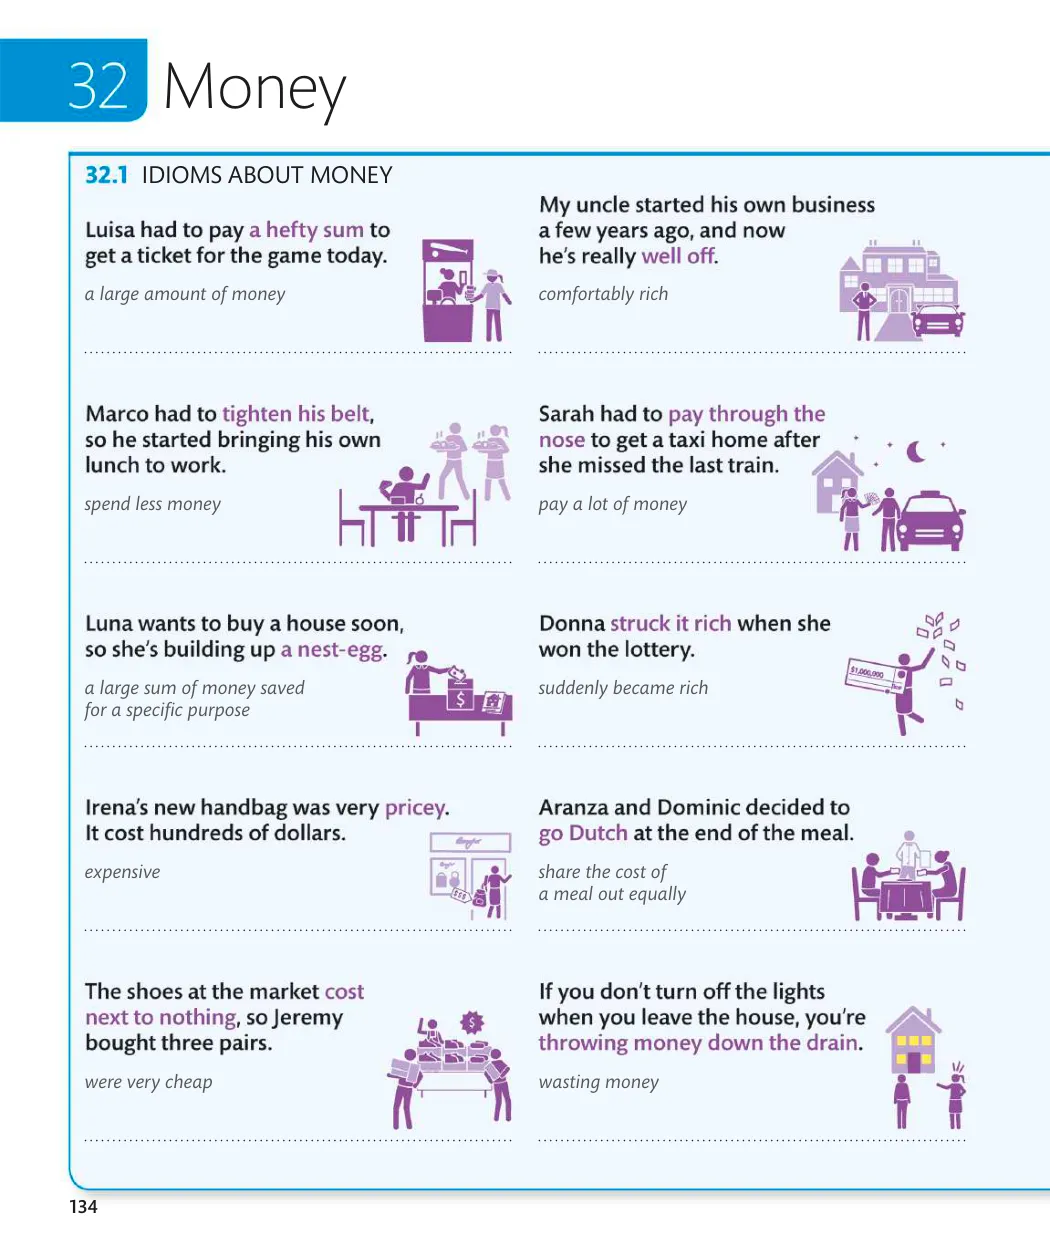 32 Money
32.1 IDIOMS ABOUT MONEY
Luisa had to pay a hefty sum to
get a ticket for the game today.
a large amount of money
My uncle started his own business
a few years ago, and now
he's really well off.
comfortably rich
Marco had to tighten his belt,
so he started bringing his own
lunch to work.
spend less money
Sarah had to pay through the
nose to get a taxi home after
she missed the last train.
pay a lot of money
Luna wants to buy a house soon,
so she's building up a nest-egg.
a large sum of money saved
for a specific purpose
$
Donna struck it rich when she
won the lottery.
suddenly became rich
$1,000,000
Irena's new handbag was very pricey.
It cost hundreds of dollars.
expensive
$$$
Aranza and Dominic decided to
go Dutch at the end of the meal.
share the cost of
a meal out equally
The shoes at the market cost
next to nothing, so Jeremy
bought three pairs.
were very cheap
$
If you don't turn off the lights
when you leave the house, you're
throwing money down the drain.
wasting money
134